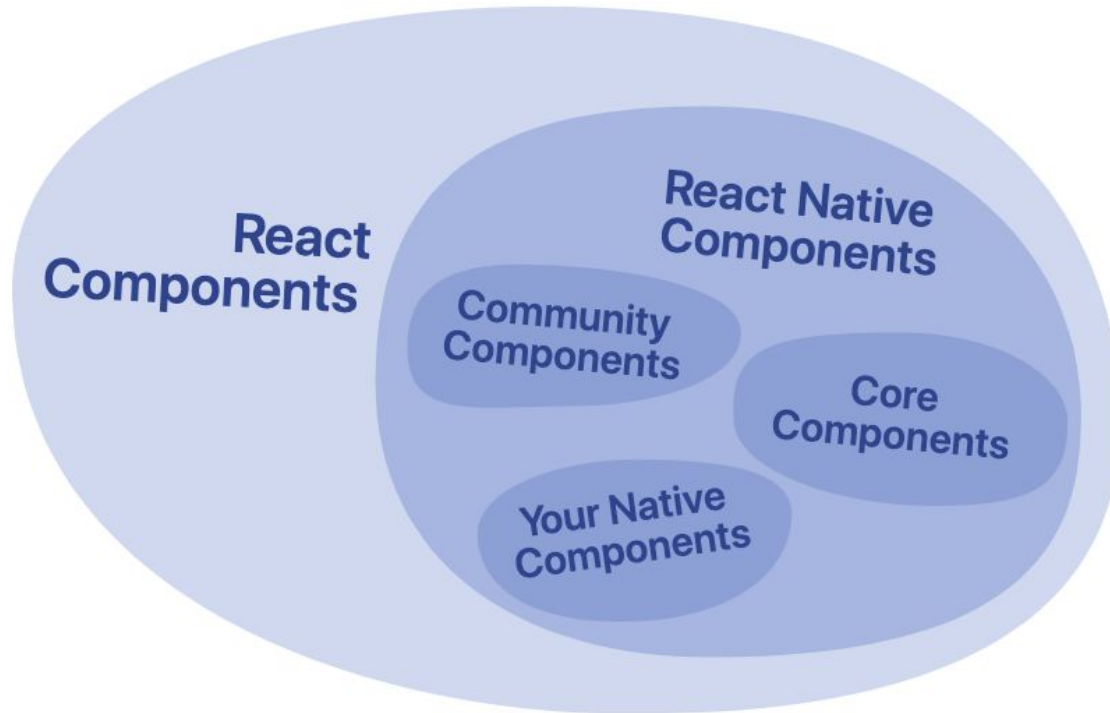 React
Components
React Native
Components
Community
Components
Core
Components
Your Native
Components